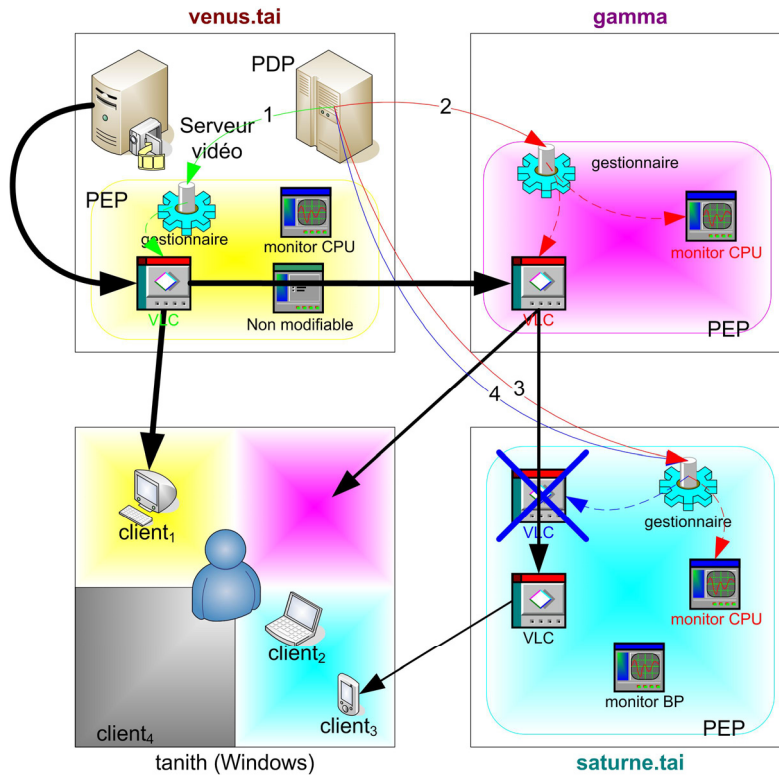 venus.tai
gamma
PDP
1
2
Serveur
vidéo
gestionnaire
PEP
gestionnaire
monitor CPU
monitor CPU
VLC
Non modifiable
VLC
PEP
3
4
client1
gestionnaire
VLC
monitor CPU
client2
VLC
client3
monitor BP
client4
PEP
tanith (Windows)
saturne.tai